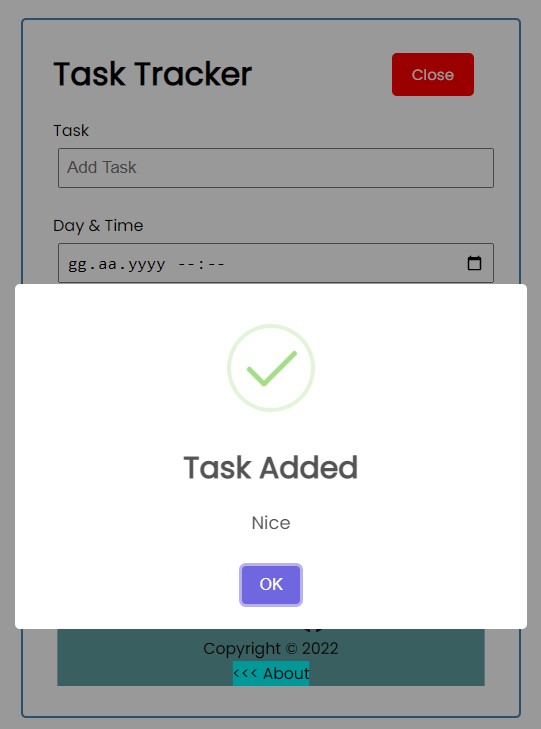 Task Tracker
Close
Task
Add Task
Day & Time
gg.aa.yyyy --:--
Task Added
Nice
OK
Copyright © 2022
<<< About